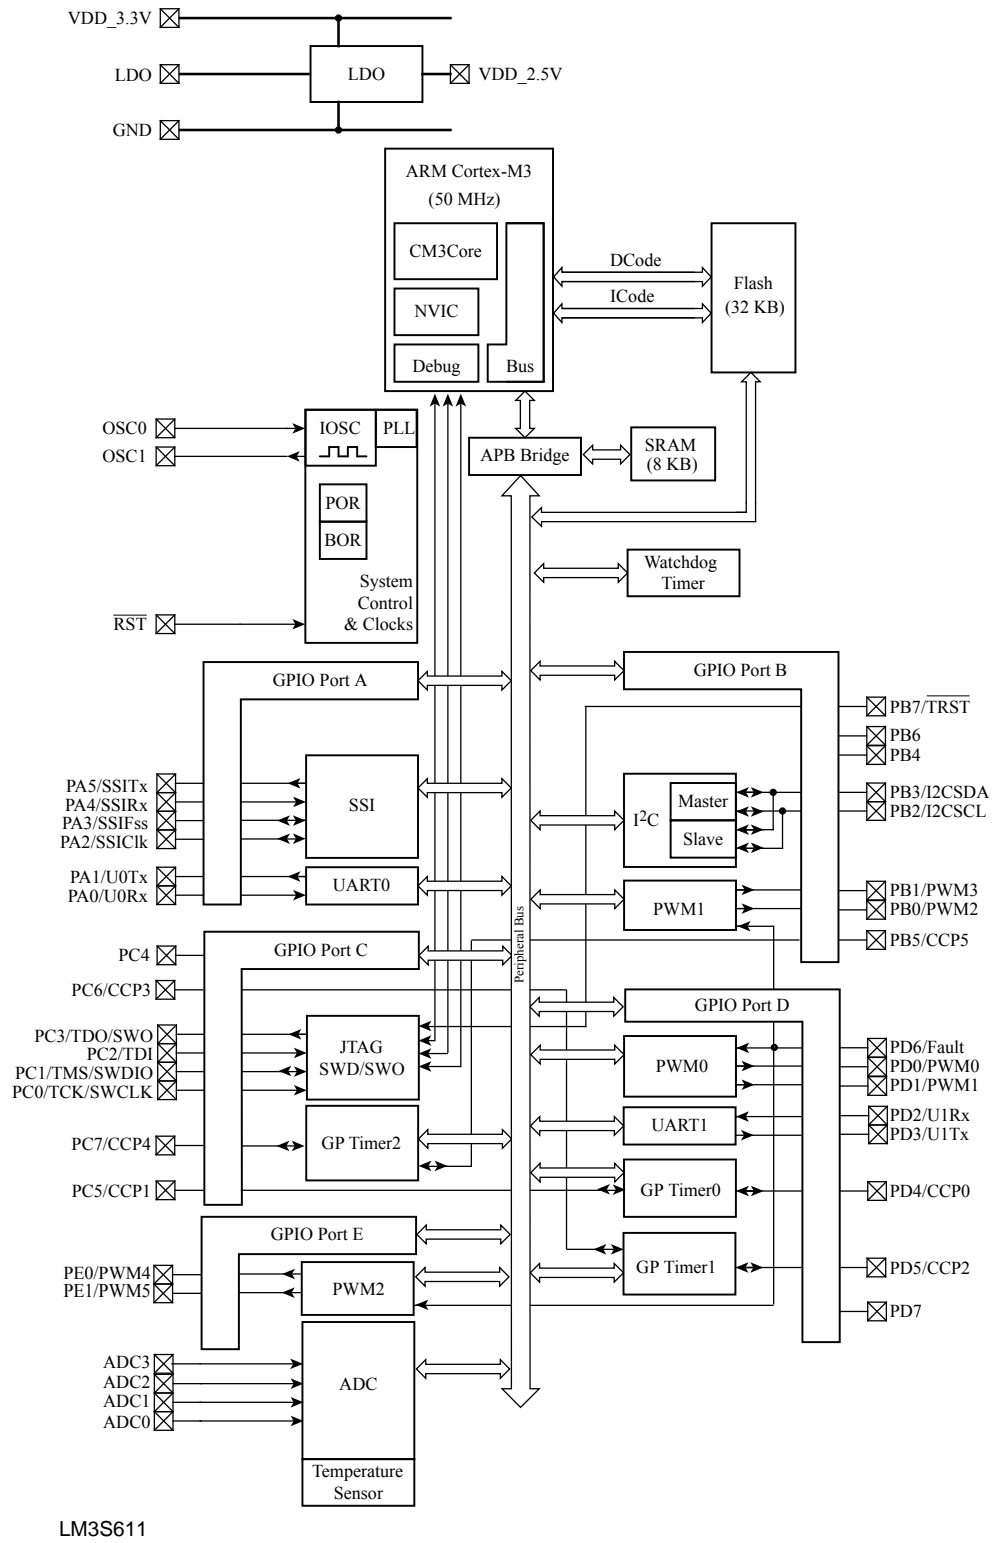 VDD_3.3V
LDO
LDO
VDD_2.5V
GND
ARM Cortex-M3
(50 MHz)
CM3Core
NVIC
Debug
Bus
DCode
ICode
Flash
(32 KB)
OSC0
OSC1
IOSC
PLL
APB Bridge
SRAM
(8 KB)
POR
BOR
System
Control
& Clocks
RST
Watchdog
Timer
GPIO Port A
GPIO Port B
PB7/TRST
PB6
PB4
PA5/SSITx
PA4/SSIRx
PA3/SSIFss
PA2/SSIClk
SSI
I2C
Master
Slave
PB3/I2CSDA
PB2/I2CSCL
PA1/U0Tx
PA0/U0Rx
UART0
PWM1
PB1/PWM3
PB0/PWM2
PB5/CCP5
Peripheral Bus
PC4
GPIO Port C
PC6/CCP3
GPIO Port D
PC3/TDO/SWO
PC2/TDI
PC1/TMS/SWDIO
PC0/TCK/SWCLK
JTAG
SWD/SWO
PWM0
PD6/Fault
PD0/PWM0
PD1/PWM1
PC7/CCP4
GP Timer2
UART1
PD2/U1Rx
PD3/U1Tx
PC5/CCP1
GP Timer0
PD4/CCP0
GPIO Port E
GP Timer1
PD5/CCP2
PE0/PWM4
PE1/PWM5
PWM2
PD7
ADC3
ADC2
ADC1
ADC0
ADC
Temperature
Sensor
LM3S611